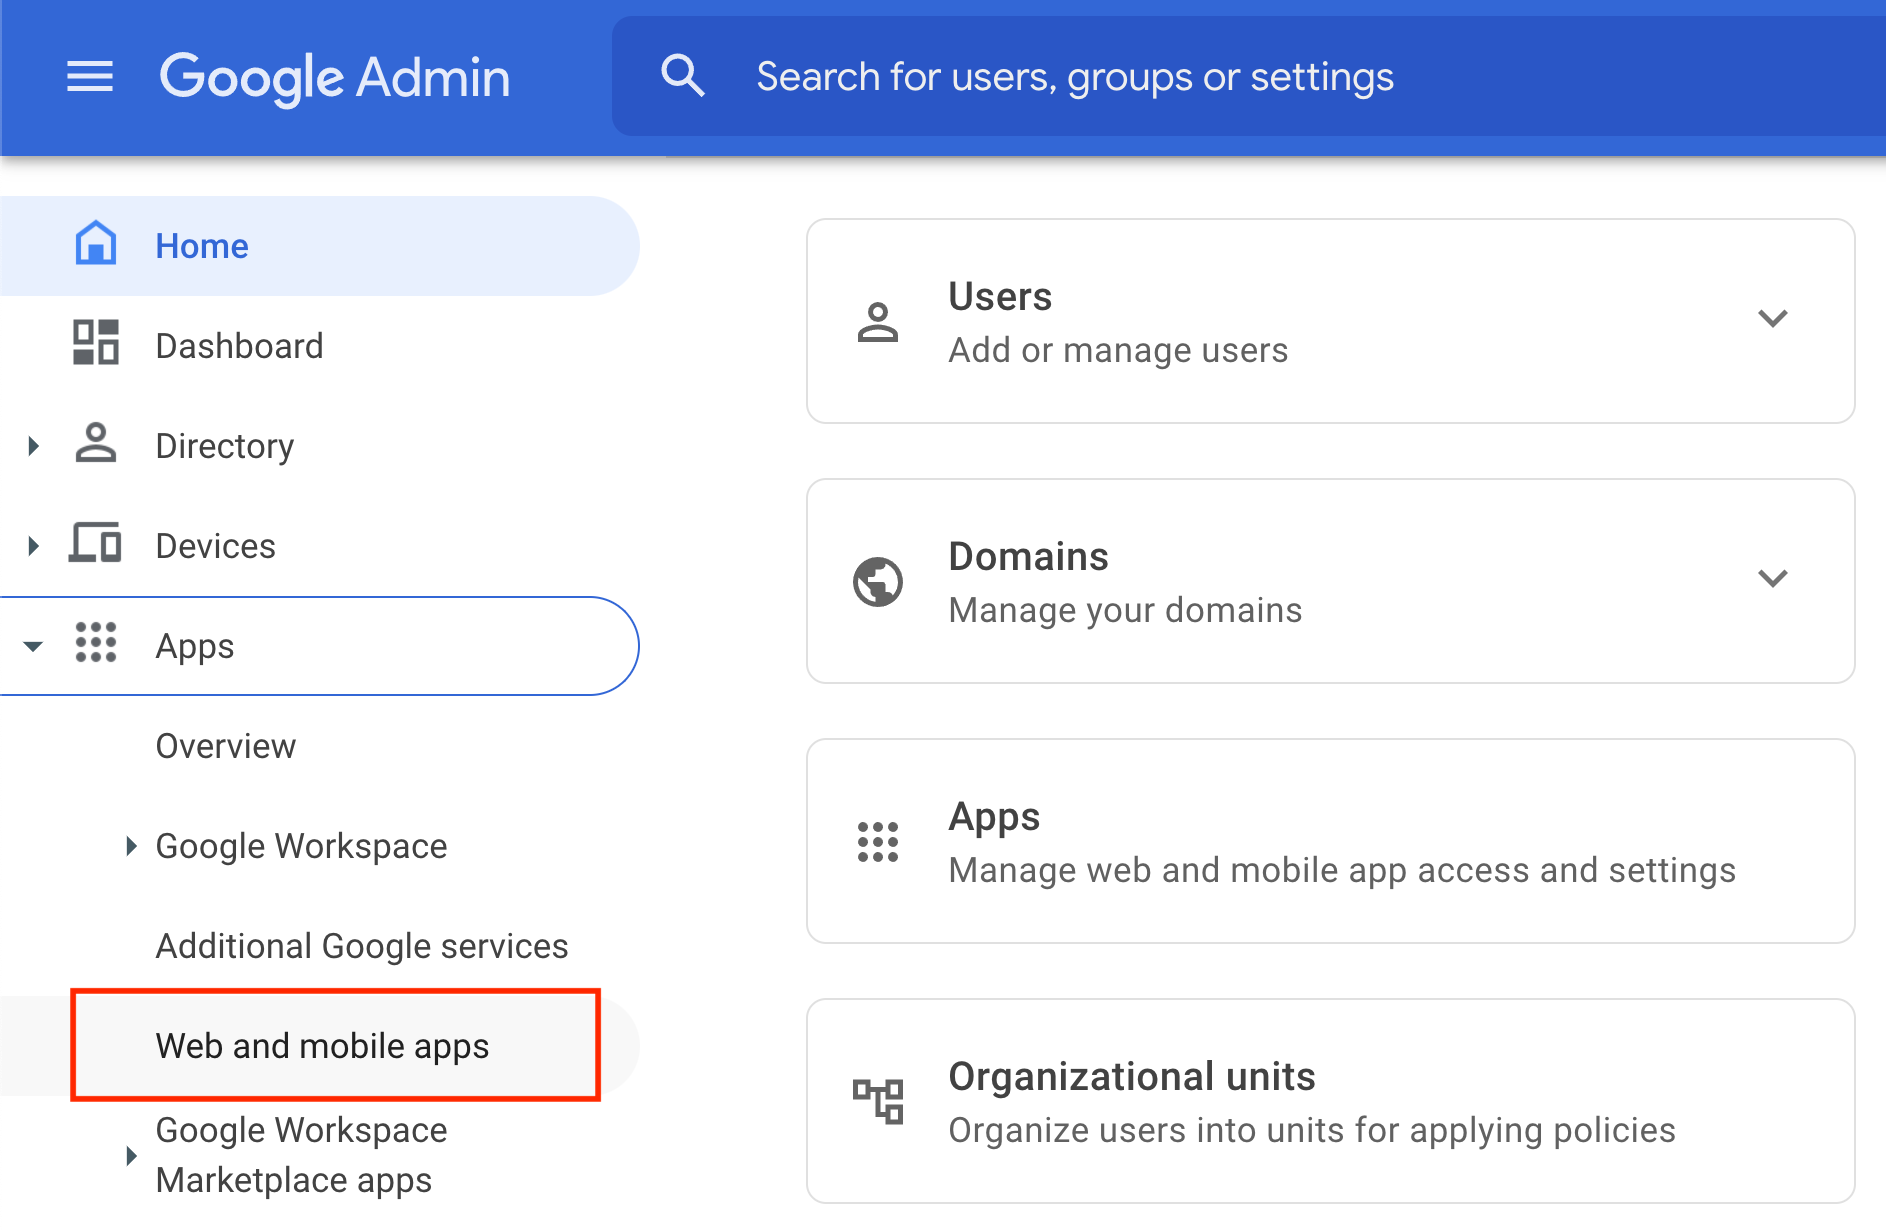 Google Admin
Search for users, groups or settings
Home
Dashboard
Directory
Devices
Apps
Overview
Google Workspace
Additional Google services
Web and mobile apps
Google Workspace
Marketplace apps
Users
Add or manage users
Domains
Manage your domains
Apps
Manage web and mobile app access and settings
Organizational units
Organize users into units for applying policies